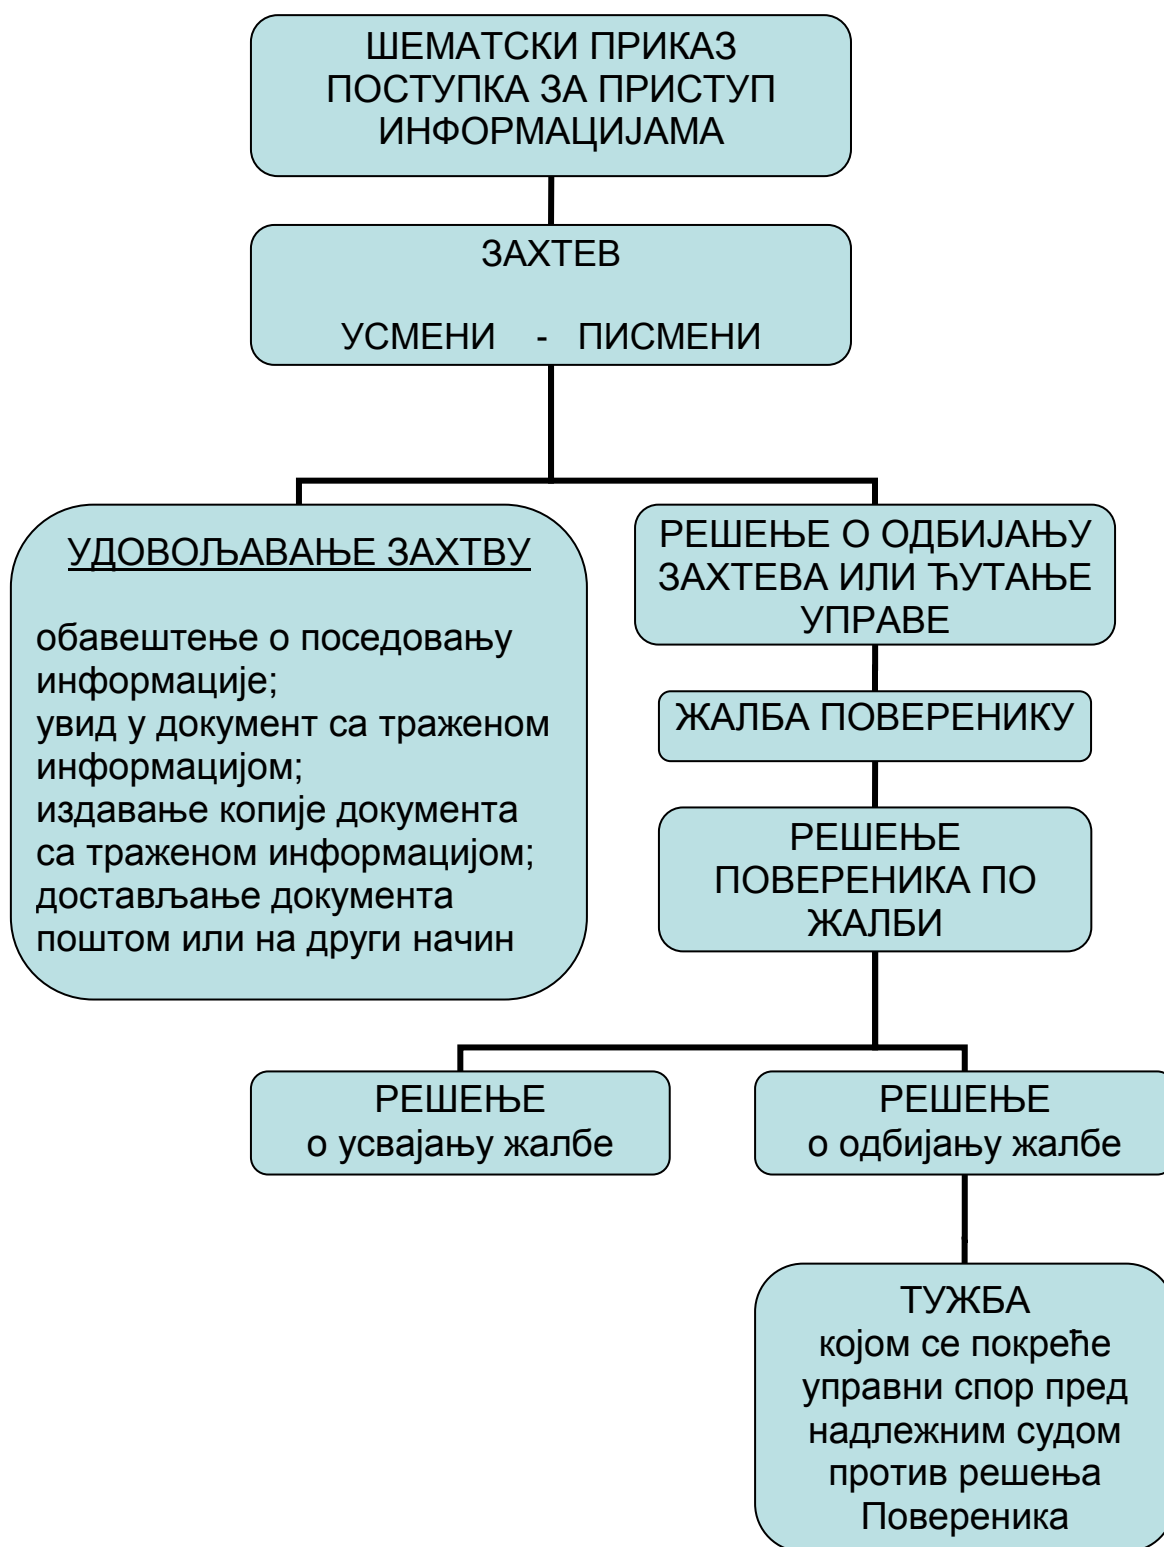 ШЕМАТСКИ ПРИКАЗ
ПОСТУПКА ЗА ПРИСТУП
ИНФОРМАЦИЈАМА
ЗАХТЕВ
УСМЕНИ - ПИСМЕНИ
УДОВОЉАВАЊЕ ЗАХТВУ
обавештење о поседовању
информације;
увид у документ са траженом
информацијом;
издавање копије документа
са траженом информацијом;
достављање документа
поштом или на други начин
РЕШЕЊЕ О ОДБИЈАЊУ
ЗАХТЕВА ИЛИ ЋУТАЊЕ
УПРАВЕ
ЖАЛБА ПОВЕРЕНИКУ
РЕШЕЊЕ
ПОВЕРЕНИКА ПО
ЖАЛБИ
РЕШЕЊЕ
о усвајању жалбе
РЕШЕЊЕ
о одбијању жалбе
ТУЖБА
којом се покреће
управни спор пред
надлежним судом
против решења
Повереника